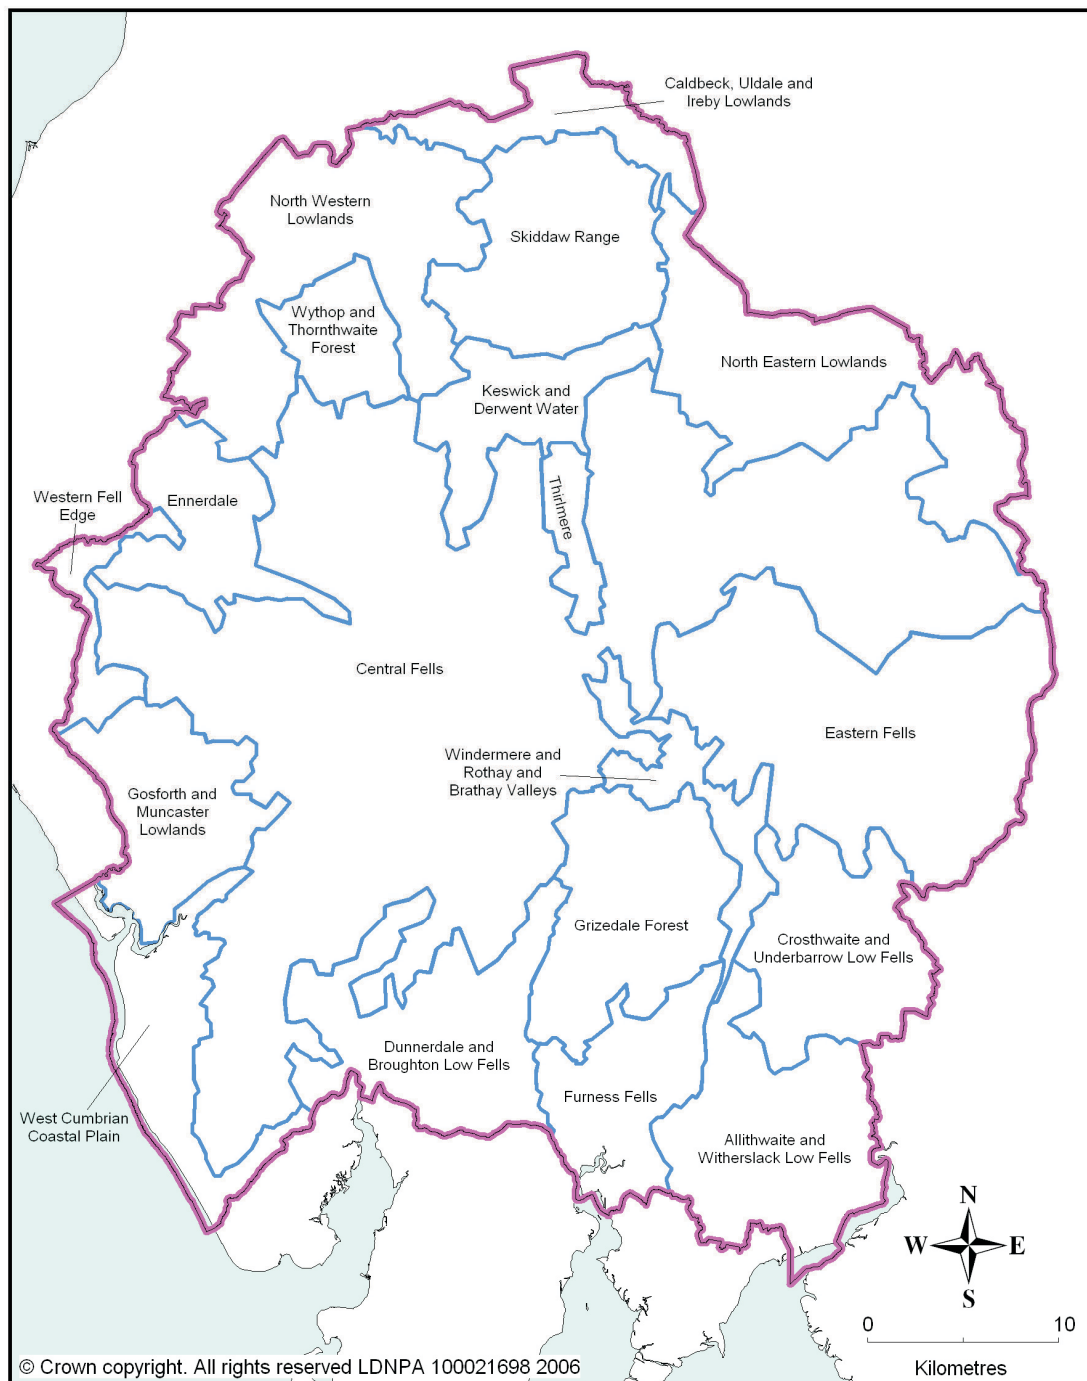 Caldbeck, Uldale and
Ireby Lowlands
North Western
Lowlands
Skiddaw Range
Wythop and
Thornthwaite
Forest
North Eastern Lowlands
Keswick and
Derwent Water
Western Fell
Edge
Ennerdale
Thirlmere
Central Fells
Eastern Fells
Windermere and
Rothay and
Brathay Valleys
Gosforth and
Muncaster
Lowlands
Grizedale Forest
Crosthwaite and
Underbarrow Low Fells
Dunnerdale and
Broughton Low Fells
Furness Fells
West Cumbrian
Coastal Plain
Allithwaite and
Witherslack Low Fells
N
W E
S
0 10
Kilometres
© Crown copyright. All rights reserved LDNPA 100021698 2006